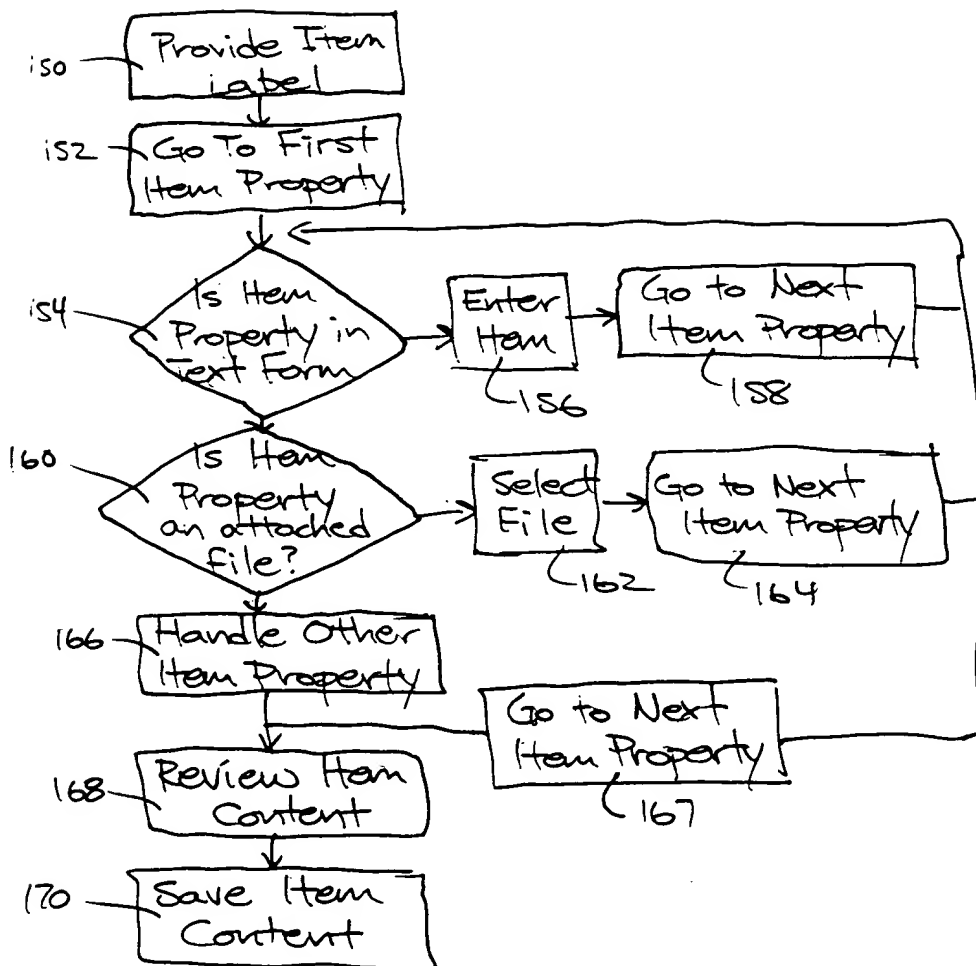 150
Provide Item
Label
152
Go To First
Item Property
154
Is Item
Property in
Text Form
Enter
Item
156
Go to Next
Item Property
158
160
Is Item
Property
an attached
file?
Select
File
162
Go to Next
Item Property
164
166
Handle Other
Item Property
Go to Next
Item Property
167
168
Review Item
Content
170
Save Item
Content